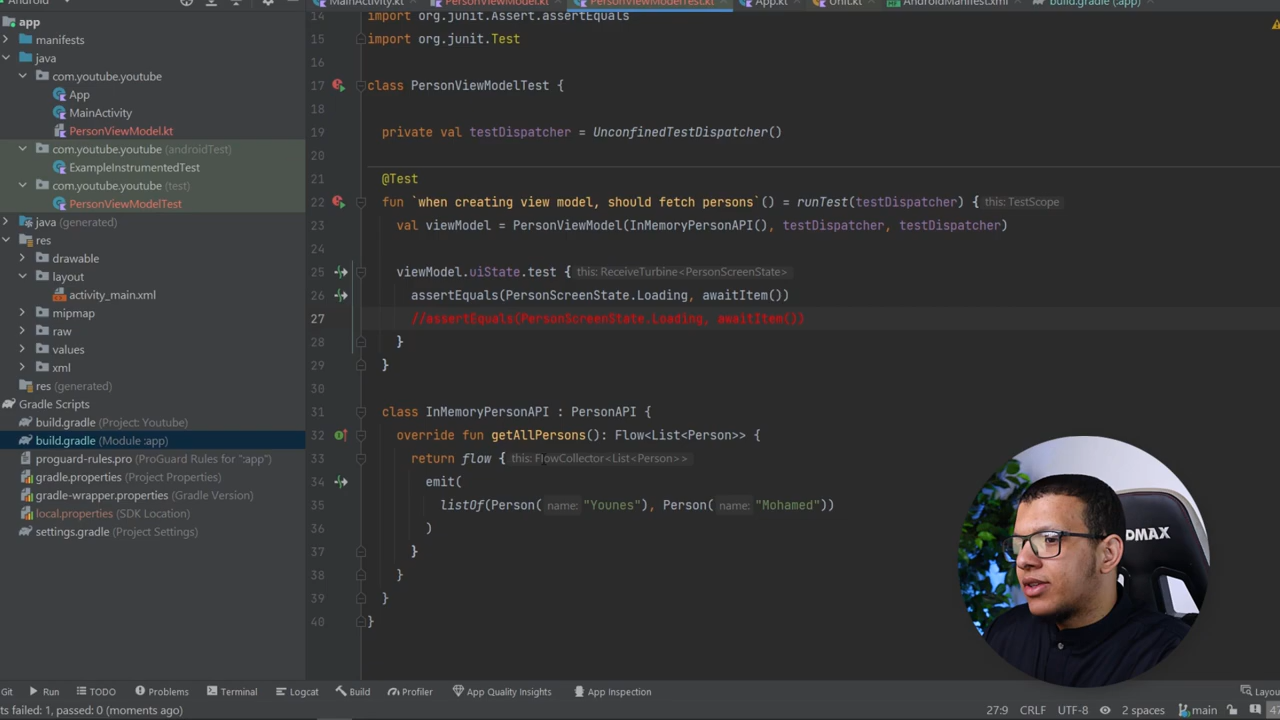 Android
MainActivity.kt PersonViewModel.kt PersonViewModelTest.kt App.kt Unit.kt AndroidManifest.xml build.gradle (:app)
app
manifests
java
com.youtube.youtube
App
MainActivity
PersonViewModel.kt
com.youtube.youtube (androidTest)
ExampleInstrumentedTest
com.youtube.youtube (test)
PersonViewModelTest
java (generated)
res
drawable
layout
activity_main.xml
mipmap
raw
values
xml
res (generated)
Gradle Scripts
build.gradle (Project: Youtube)
build.gradle (Module :app)
proguard-rules.pro (ProGuard Rules for ":app")
gradle.properties (Project Properties)
gradle-wrapper.properties (Gradle Version)
local.properties (SDK Location)
settings.gradle (Project Settings)
14 import org.junit.Assert.assertEquals
15 import org.junit.Test
16
17 class PersonViewModelTest {
18
19 private val testDispatcher = UnconfinedTestDispatcher()
20
21 @Test
22 fun `when creating view model, should fetch persons`() = runTest(testDispatcher) { this: TestScope
23 val viewModel = PersonViewModel(InMemoryPersonAPI(), testDispatcher, testDispatcher)
24
25 viewModel.uiState.test { this: ReceiveTurbine<PersonScreenState>
26 assertEquals(PersonScreenState.Loading, awaitItem())
27 //assertEquals(PersonScreenState.Loading, awaitItem())
28 }
29 }
30
31 class InMemoryPersonAPI : PersonAPI {
32 override fun getAllPersons(): Flow<List<Person>> {
33 return flow { this: FlowCollector<List<Person>>
34 emit(
35 listOf(Person( name: "Younes"), Person( name: "Mohamed"))
36 )
37 }
38 }
39 }
40 }
Git Run TODO Problems Terminal Logcat Build Profiler App Quality Insights App Inspection Layou
ts failed: 1, passed: 0 (moments ago) 27:9 CRLF UTF-8 2 spaces main